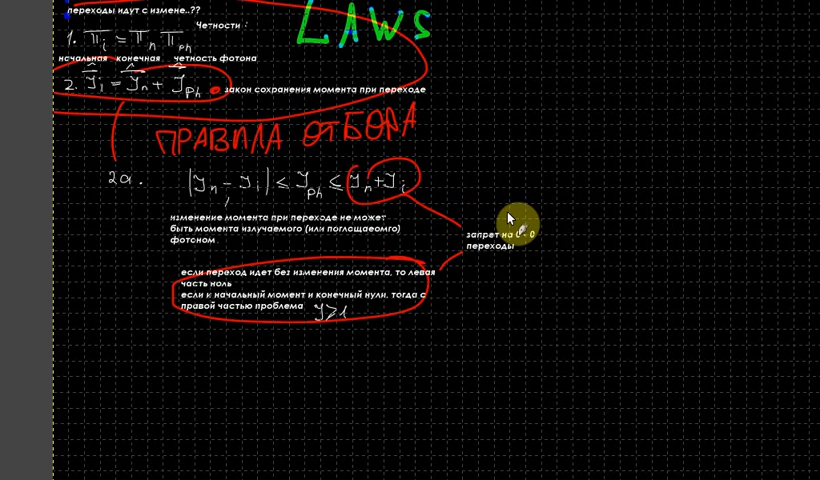 переходы идут с измене..??
LAWS
Четности :
1. π_i = π_n π_ph
начальная конечная четность фотона
2. J_i = J_n + J_ph
закон сохранения момента при переходе
ПРАВИЛА ОТБОРА
2а. |J_n - J_i| ≤ J_ph ≤ J_n + J_i
изменение момента при переходе не может
быть момента излучаемого (или поглащаеомго)
фотоном
запрет на 0 - 0
переходы
если переход идет без изменения момента, то левая
часть ноль
если и начальный момент и конечный нули, тогда с
правой частью проблема
J ⩾ 1